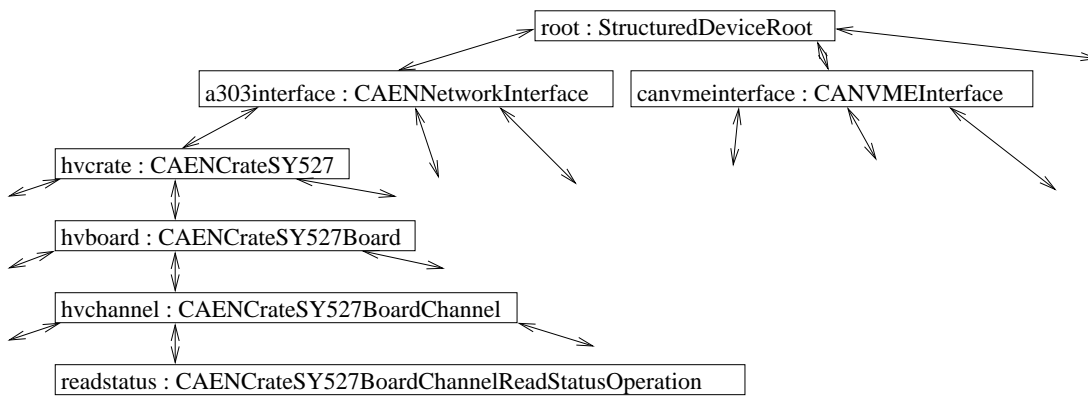 root : StructuredDeviceRoot
a303interface : CAENNetworkInterface
canvmeinterface : CANVMEInterface
hvcrate : CAENCrateSY527
hvboard : CAENCrateSY527Board
hvchannel : CAENCrateSY527BoardChannel
readstatus : CAENCrateSY527BoardChannelReadStatusOperation